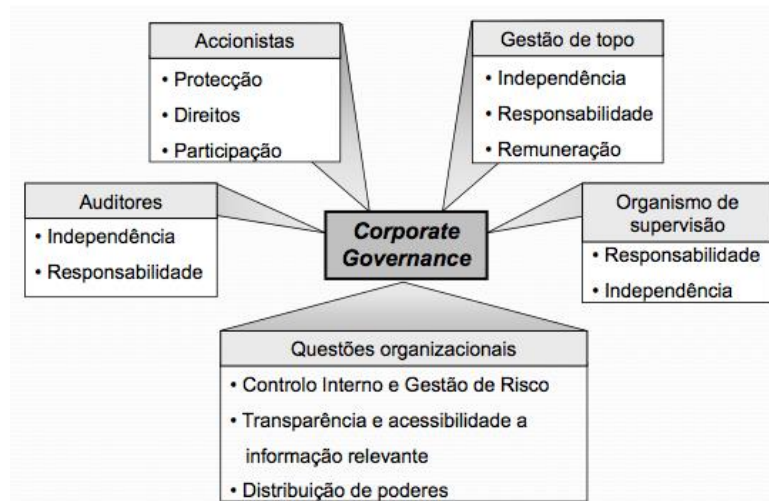 Accionistas
• Protecção
• Direitos
• Participação
Gestão de topo
• Independência
• Responsabilidade
• Remuneração
Auditores
• Independência
• Responsabilidade
Corporate
Governance
Organismo de
supervisão
• Responsabilidade
• Independência
Questões organizacionais
• Controlo Interno e Gestão de Risco
• Transparência e acessibilidade a
informação relevante
• Distribuição de poderes